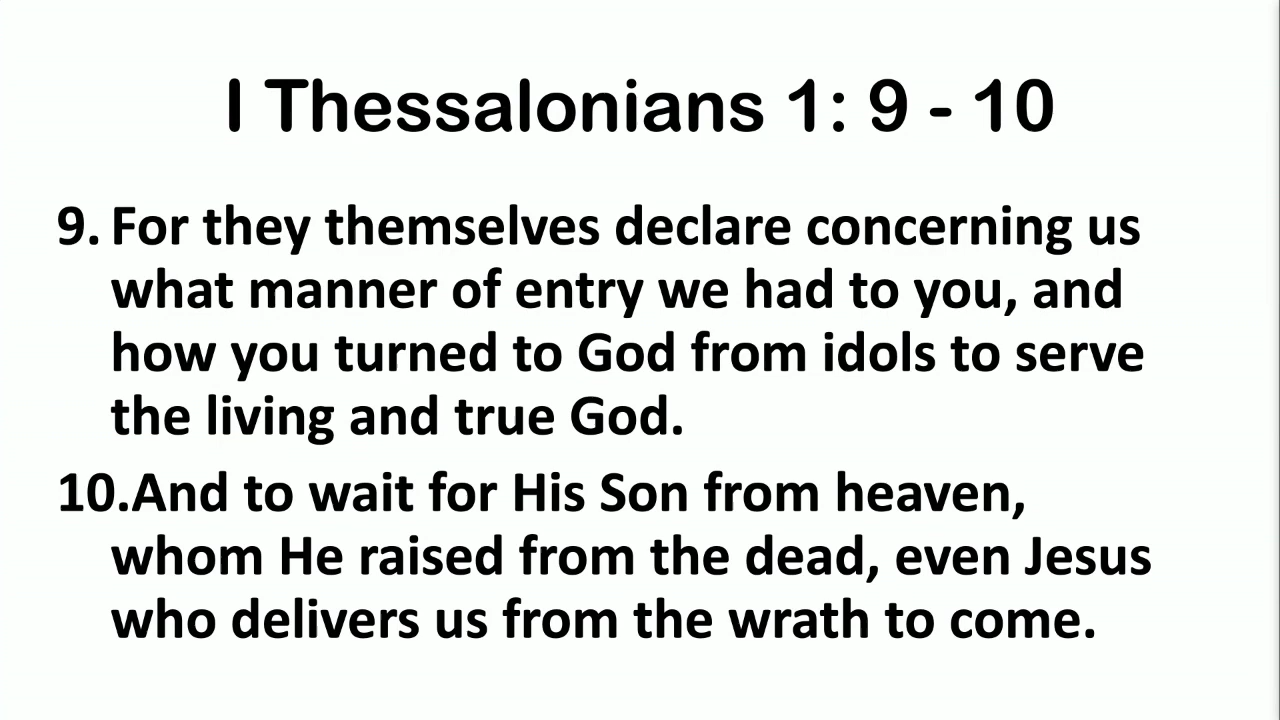 I Thessalonians 1: 9 - 10
9. For they themselves declare concerning us
what manner of entry we had to you, and
how you turned to God from idols to serve
the living and true God.
10.And to wait for His Son from heaven,
whom He raised from the dead, even Jesus
who delivers us from the wrath to come.